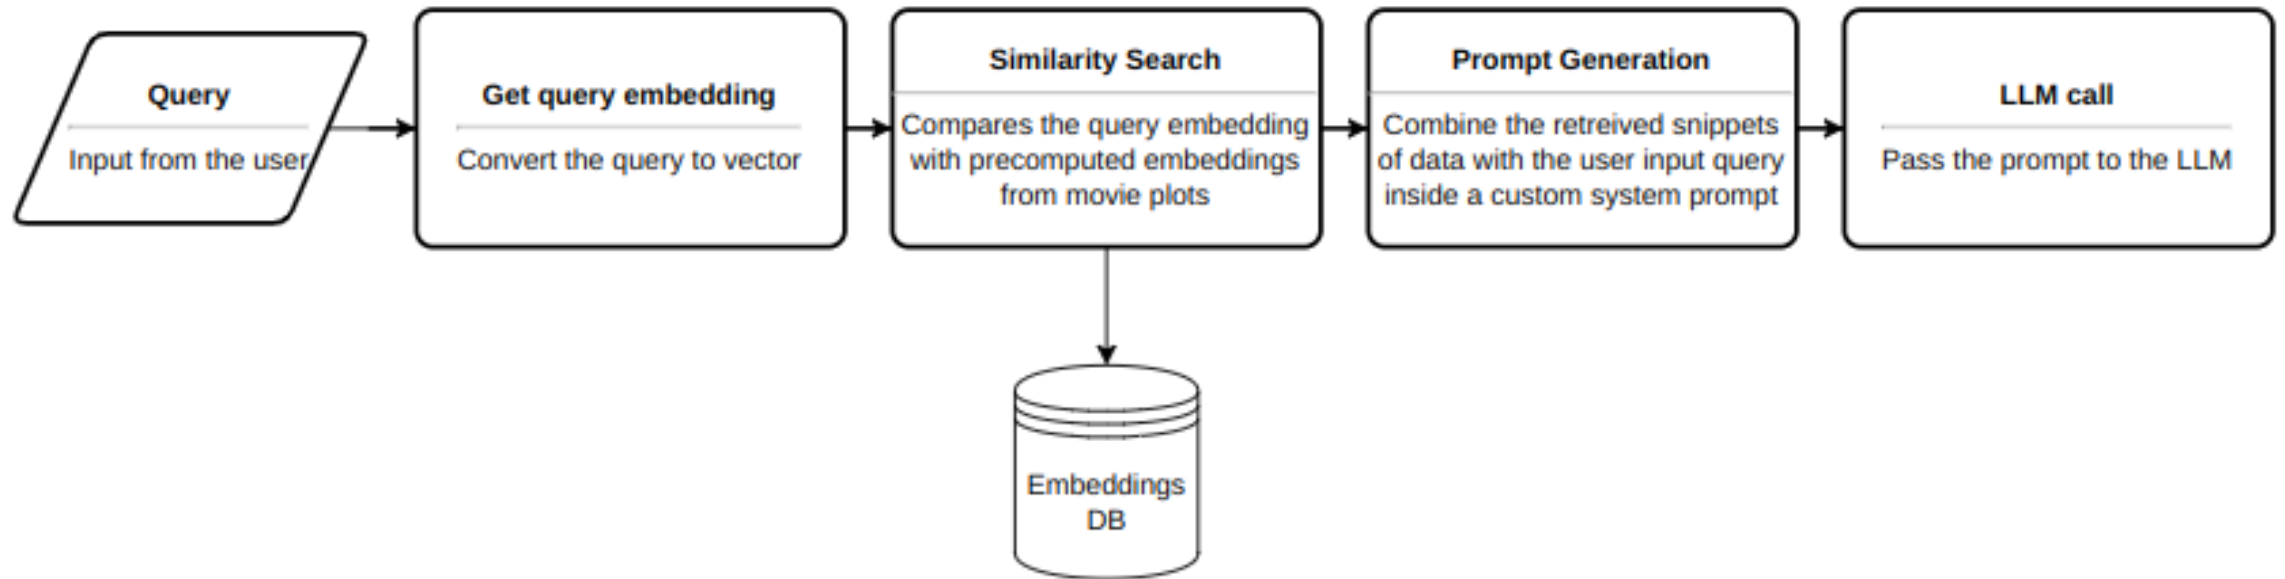 Query
Input from the user
Get query embedding
Convert the query to vector
Similarity Search
Compares the query embedding
with precomputed embeddings
from movie plots
Prompt Generation
Combine the retreived snippets
of data with the user input query
inside a custom system prompt
LLM call
Pass the prompt to the LLM
Embeddings
DB